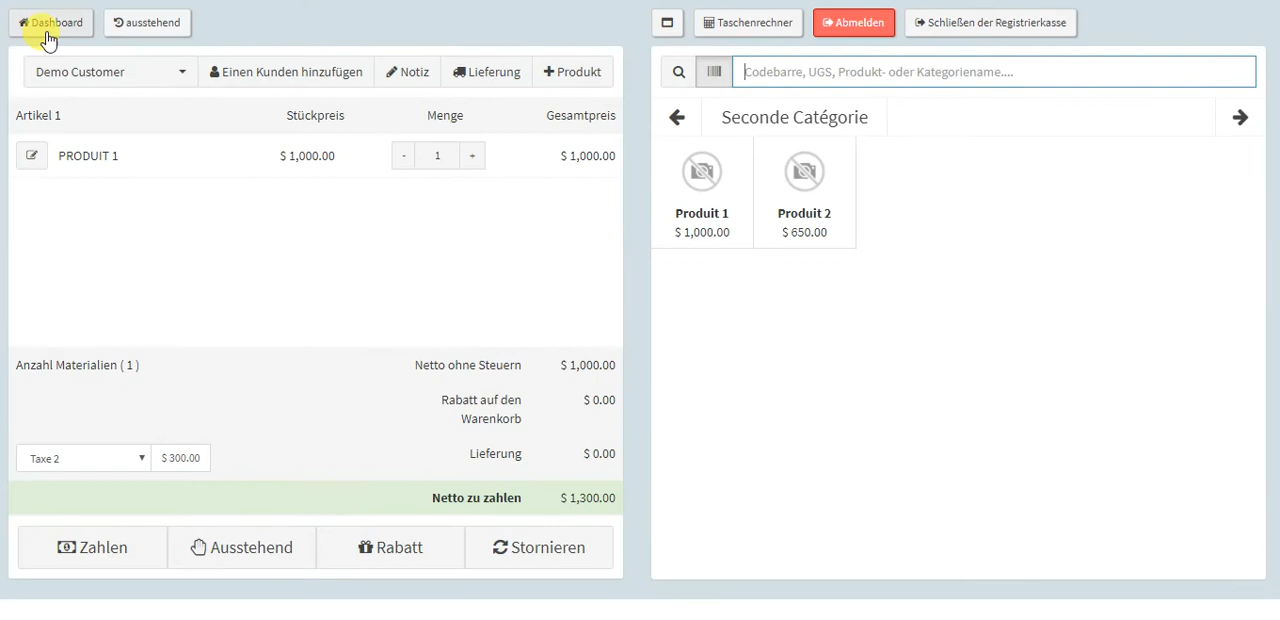 Dashboard
ausstehend
Taschenrechner
Abmelden
Schließen der Registrierkasse
Demo Customer
Einen Kunden hinzufügen
Notiz
Lieferung
Produkt
Codebarre, UGS, Produkt- oder Kategoriename....
Artikel 1 Stückpreis Menge Gesamtpreis
PRODUIT 1 $ 1,000.00 - 1 + $ 1,000.00
Seconde Catégorie
Produit 1
$ 1,000.00
Produit 2
$ 650.00
Anzahl Materialien ( 1 ) Netto ohne Steuern $ 1,000.00
Rabatt auf den $ 0.00
Warenkorb
Taxe 2 $ 300.00 Lieferung $ 0.00
Netto zu zahlen $ 1,300.00
Zahlen Ausstehend Rabatt Stornieren